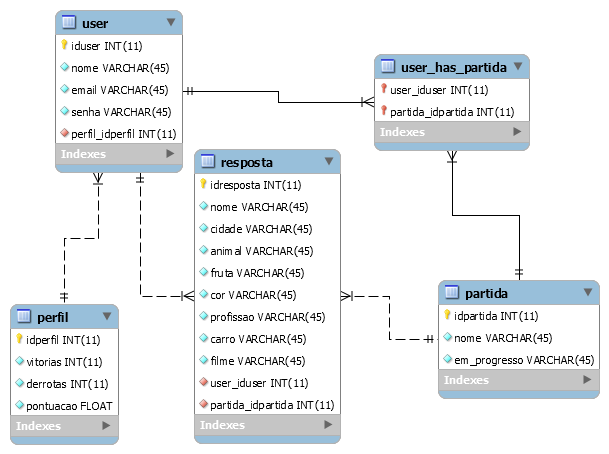 user
iduser INT(11)
nome VARCHAR(45)
email VARCHAR(45)
senha VARCHAR(45)
perfil_idperfil INT(11)
Indexes
user_has_partida
user_iduser INT(11)
partida_idpartida INT(11)
Indexes
resposta
idresposta INT(11)
nome VARCHAR(45)
cidade VARCHAR(45)
animal VARCHAR(45)
fruta VARCHAR(45)
cor VARCHAR(45)
profissao VARCHAR(45)
carro VARCHAR(45)
filme VARCHAR(45)
user_iduser INT(11)
partida_idpartida INT(11)
Indexes
perfil
idperfil INT(11)
vitorias INT(11)
derrotas INT(11)
pontuacao FLOAT
Indexes
partida
idpartida INT(11)
nome VARCHAR(45)
em_progresso VARCHAR(45)
Indexes